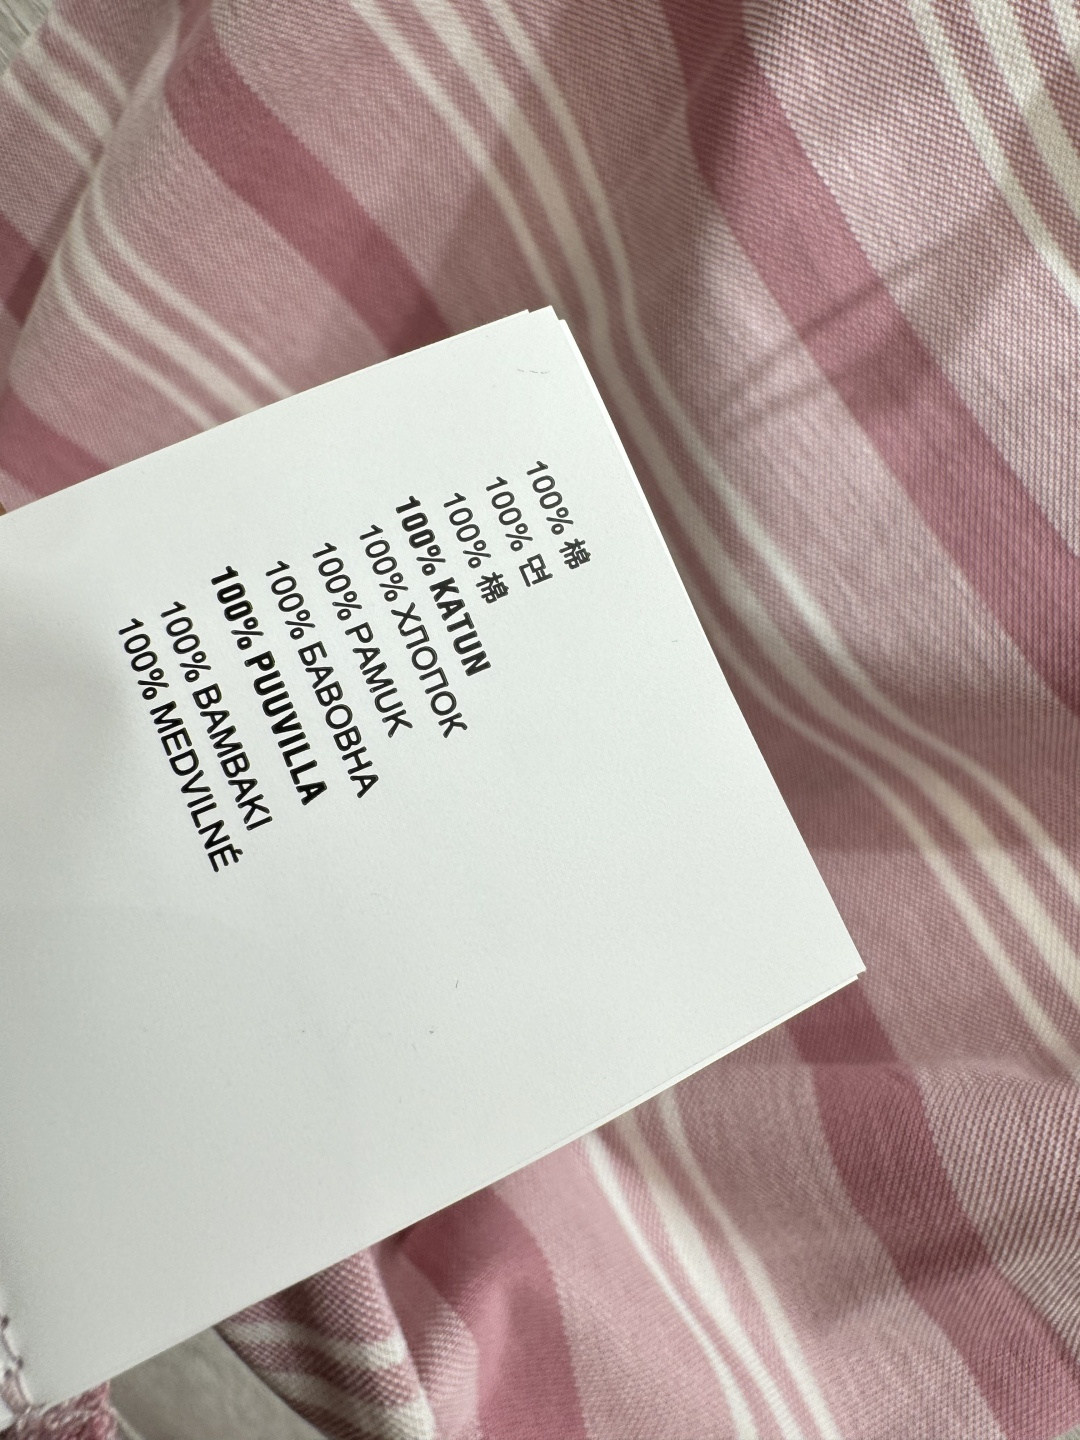 100% 棉
100% 면
100% 棉
100% KATUN
100% ХЛОПОК
100% PAMUK
100% БАВОВНА
100% PUUVILLA
100% BAMBAKI
100% MEDVILNĖ